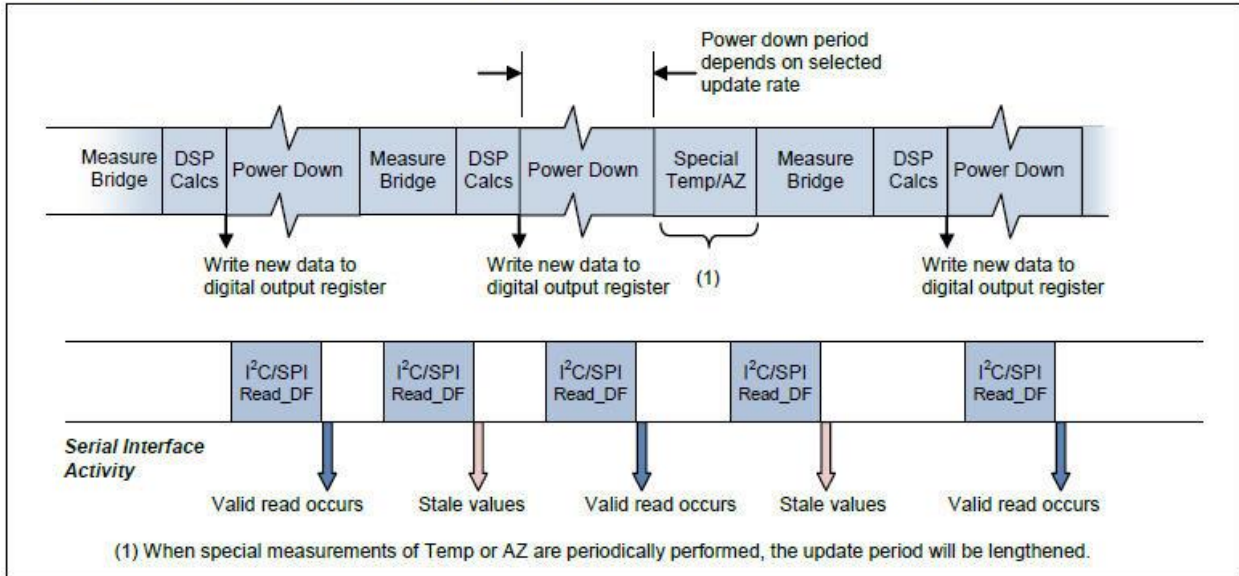 Power down period
depends on selected
update rate
Measure
Bridge
DSP
Calcs
Power Down
Measure
Bridge
DSP
Calcs
Power Down
Special
Temp/AZ
Measure
Bridge
DSP
Calcs
Power Down
Write new data to
digital output register
Write new data to
digital output register
(1)
Write new data to
digital output register
I²C/SPI
Read_DF
I²C/SPI
Read_DF
I²C/SPI
Read_DF
I²C/SPI
Read_DF
I²C/SPI
Read_DF
Serial Interface
Activity
Valid read occurs
Stale values
Valid read occurs
Stale values
Valid read occurs
(1) When special measurements of Temp or AZ are periodically performed, the update period will be lengthened.